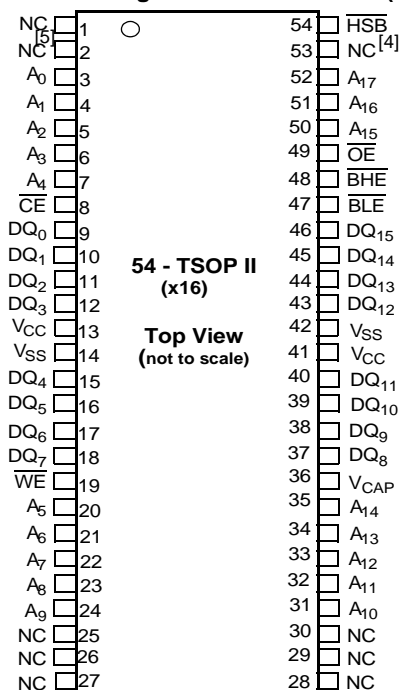 (
NC 1 54 HSB
[5] NC 2 53 NC[4]
A0 3 52 A17
A1 4 51 A16
A2 5 50 A15
A3 6 49 OE
A4 7 48 BHE
CE 8 47 BLE
DQ0 9 46 DQ15
DQ1 10 45 DQ14
54 - TSOP II
DQ2 11 44 DQ13
(x16)
DQ3 12 43 DQ12
VCC 13 42 VSS
Top View
VSS 14 41 VCC
(not to scale)
DQ4 15 40 DQ11
DQ5 16 39 DQ10
DQ6 17 38 DQ9
DQ7 18 37 DQ8
WE 19 36 VCAP
A5 20 35 A14
A6 21 34 A13
A7 22 33 A12
A8 23 32 A11
A9 24 31 A10
NC 25 30 NC
NC 26 29 NC
NC 27 28 NC